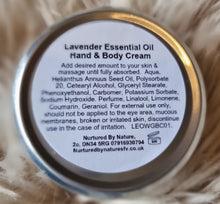 Lavender Essential Oil
Hand & Body Cream
Add desired amount to your skin &
massage until fully absorbed. Aqua,
Helianthus Annuus Seed Oil, Polysorbate
20, Cetearyl Alcohol, Glyceryl Stearate,
Phenoxyethanol, Carbomer, Potassium Sorbate,
Sodium Hydroxide, Perfume, Linalool, Limonene,
Coumarin, Geraniol. For external use only,
should not be applied to the eye area, mucous
membranes, broken or irritated skin, discontinue
use in the case of irritation. LEOWGBC01.
Nurtured By Nature,
2o, DN34 5RG 07916930794
Nurturedbynaturesfv.co.uk